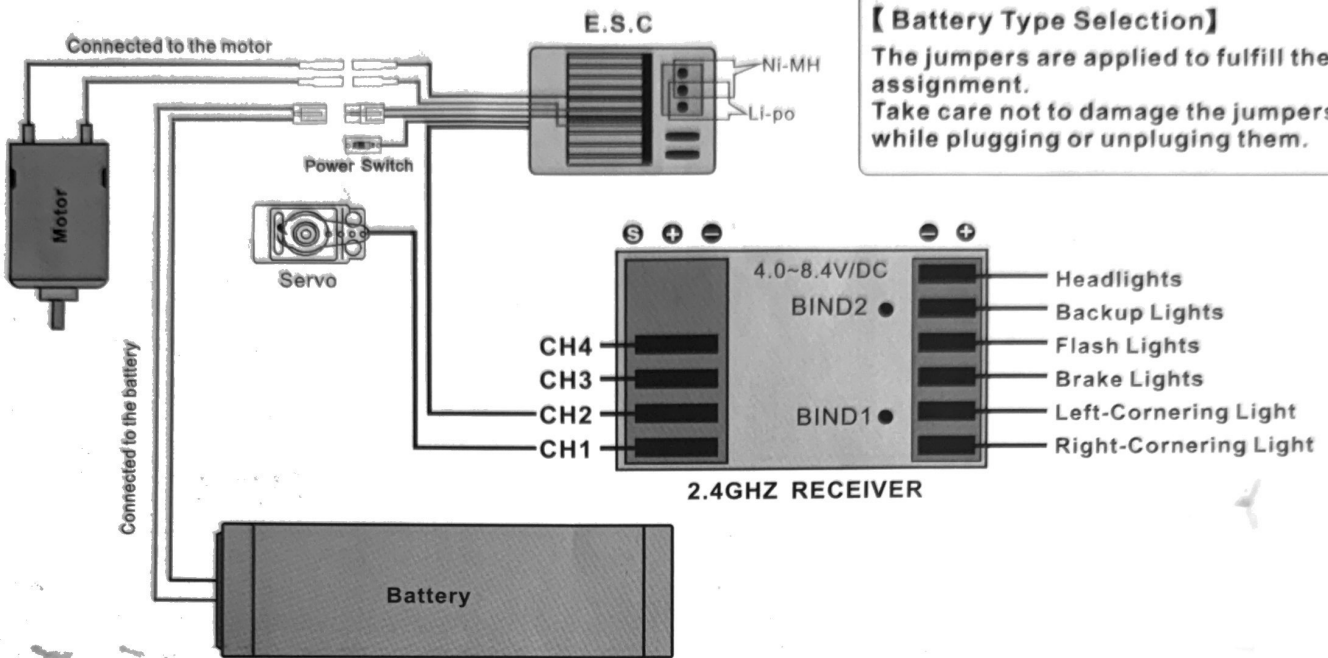 E.S.C
【 Battery Type Selection】
The jumpers are applied to fulfill the
assignment.
Take care not to damage the jumpers
while plugging or unpluging them.
Connected to the motor
Ni-MH
Li-po
Power Switch
Motor
Servo
S + − − +
4.0~8.4V/DC
BIND2
BIND1
CH4
CH3
CH2
CH1
Headlights
Backup Lights
Flash Lights
Brake Lights
Left-Cornering Light
Right-Cornering Light
2.4GHZ RECEIVER
Connected to the battery
Battery